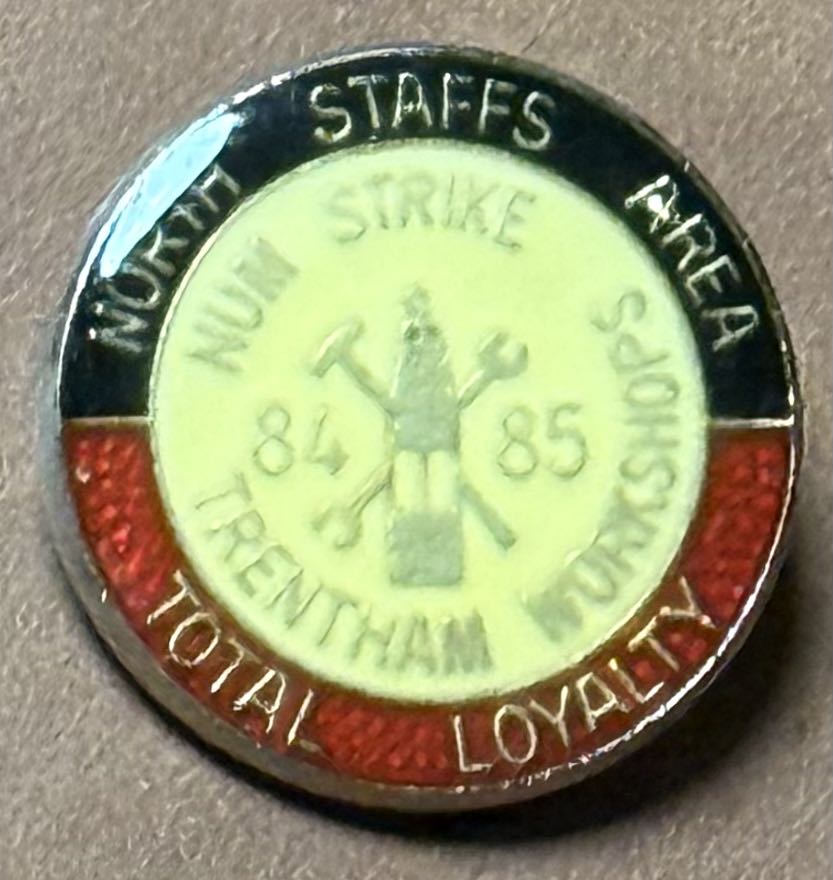 NORTH STAFFS AREA
NUM STRIKE
84 85
TRENTHAM WORKSHOPS
TOTAL LOYALTY